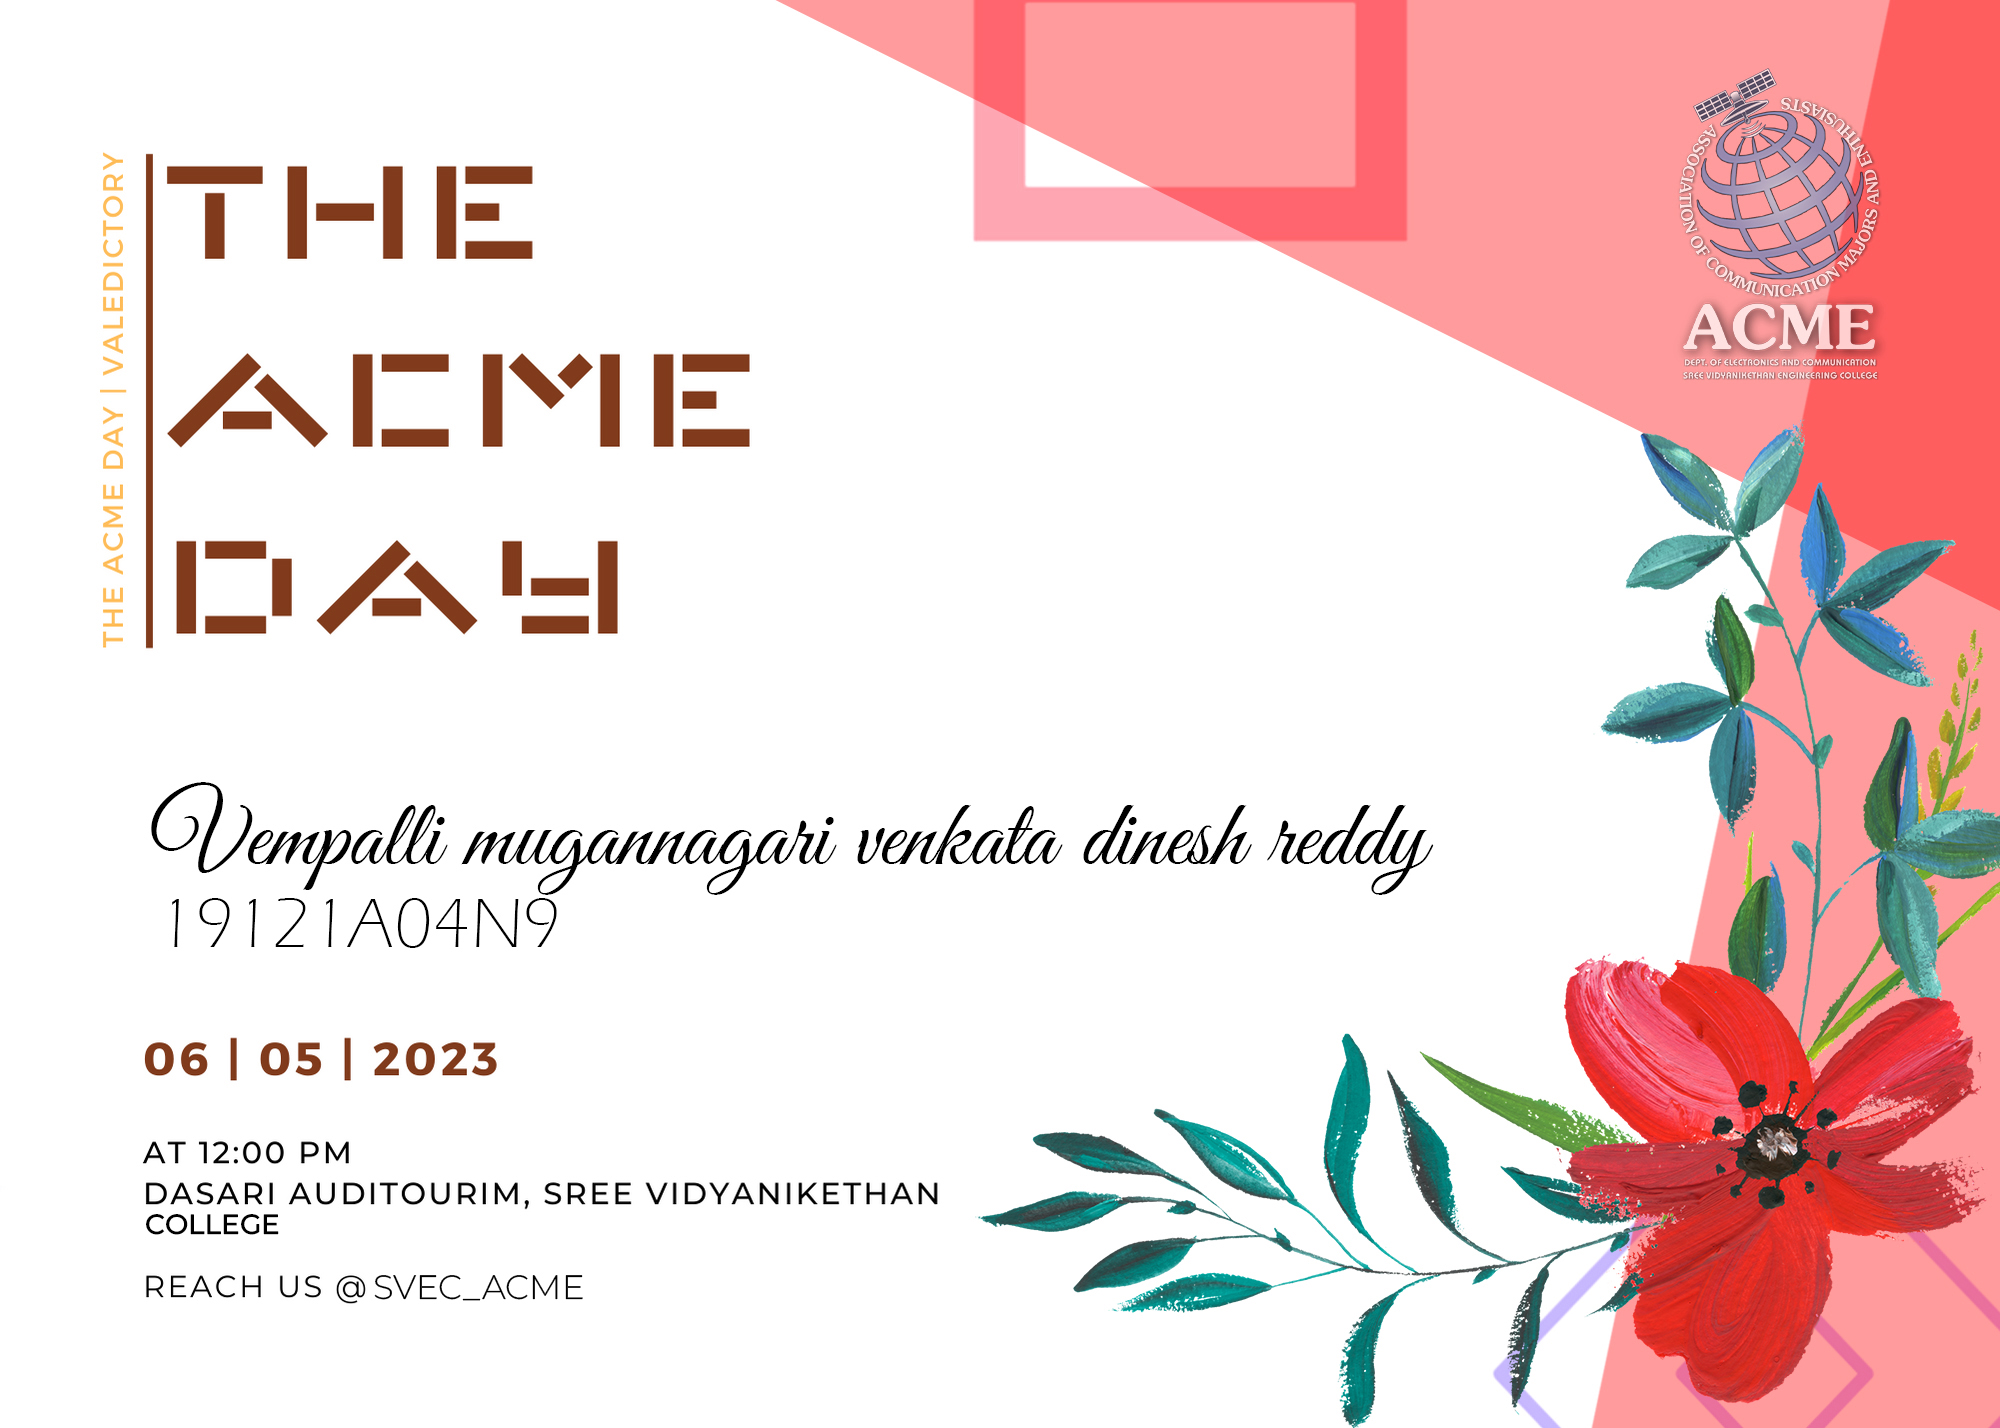 THE ACME DAY | VALEDICTORY
THE
ACME
DAY
ASSOCIATION OF COMMUNICATION MAJORS AND ENTHUSIASTS
ACME
DEPT. OF ELECTRONICS AND COMMUNICATION
SREE VIDYANIKETHAN ENGINEERING COLLEGE
Vempalli mugannagari venkata dinesh reddy
19121A04N9
06 | 05 | 2023
AT 12:00 PM
DASARI AUDITOURIM, SREE VIDYANIKETHAN
COLLEGE
REACH US @SVEC_ACME